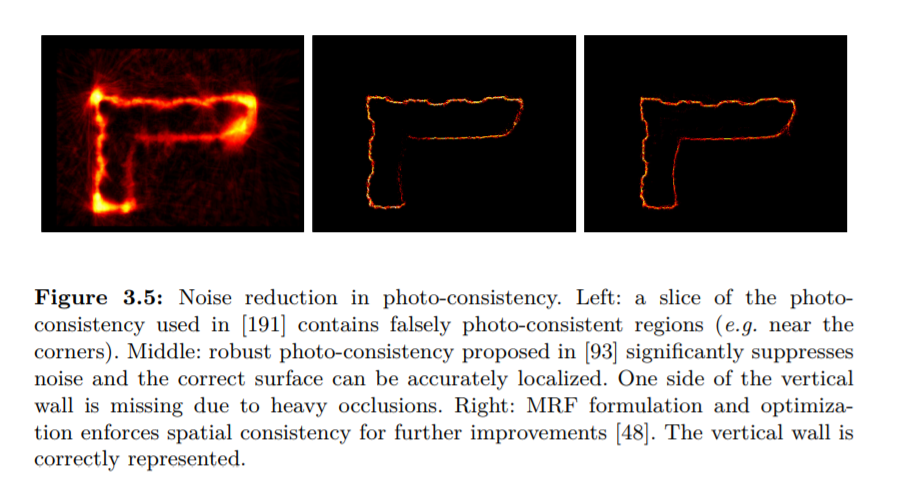 Figure 3.5: Noise reduction in photo-consistency. Left: a slice of the photo-
consistency used in [191] contains falsely photo-consistent regions (e.g. near the
corners). Middle: robust photo-consistency proposed in [93] significantly suppresses
noise and the correct surface can be accurately localized. One side of the vertical
wall is missing due to heavy occlusions. Right: MRF formulation and optimiza-
tion enforces spatial consistency for further improvements [48]. The vertical wall is
correctly represented.